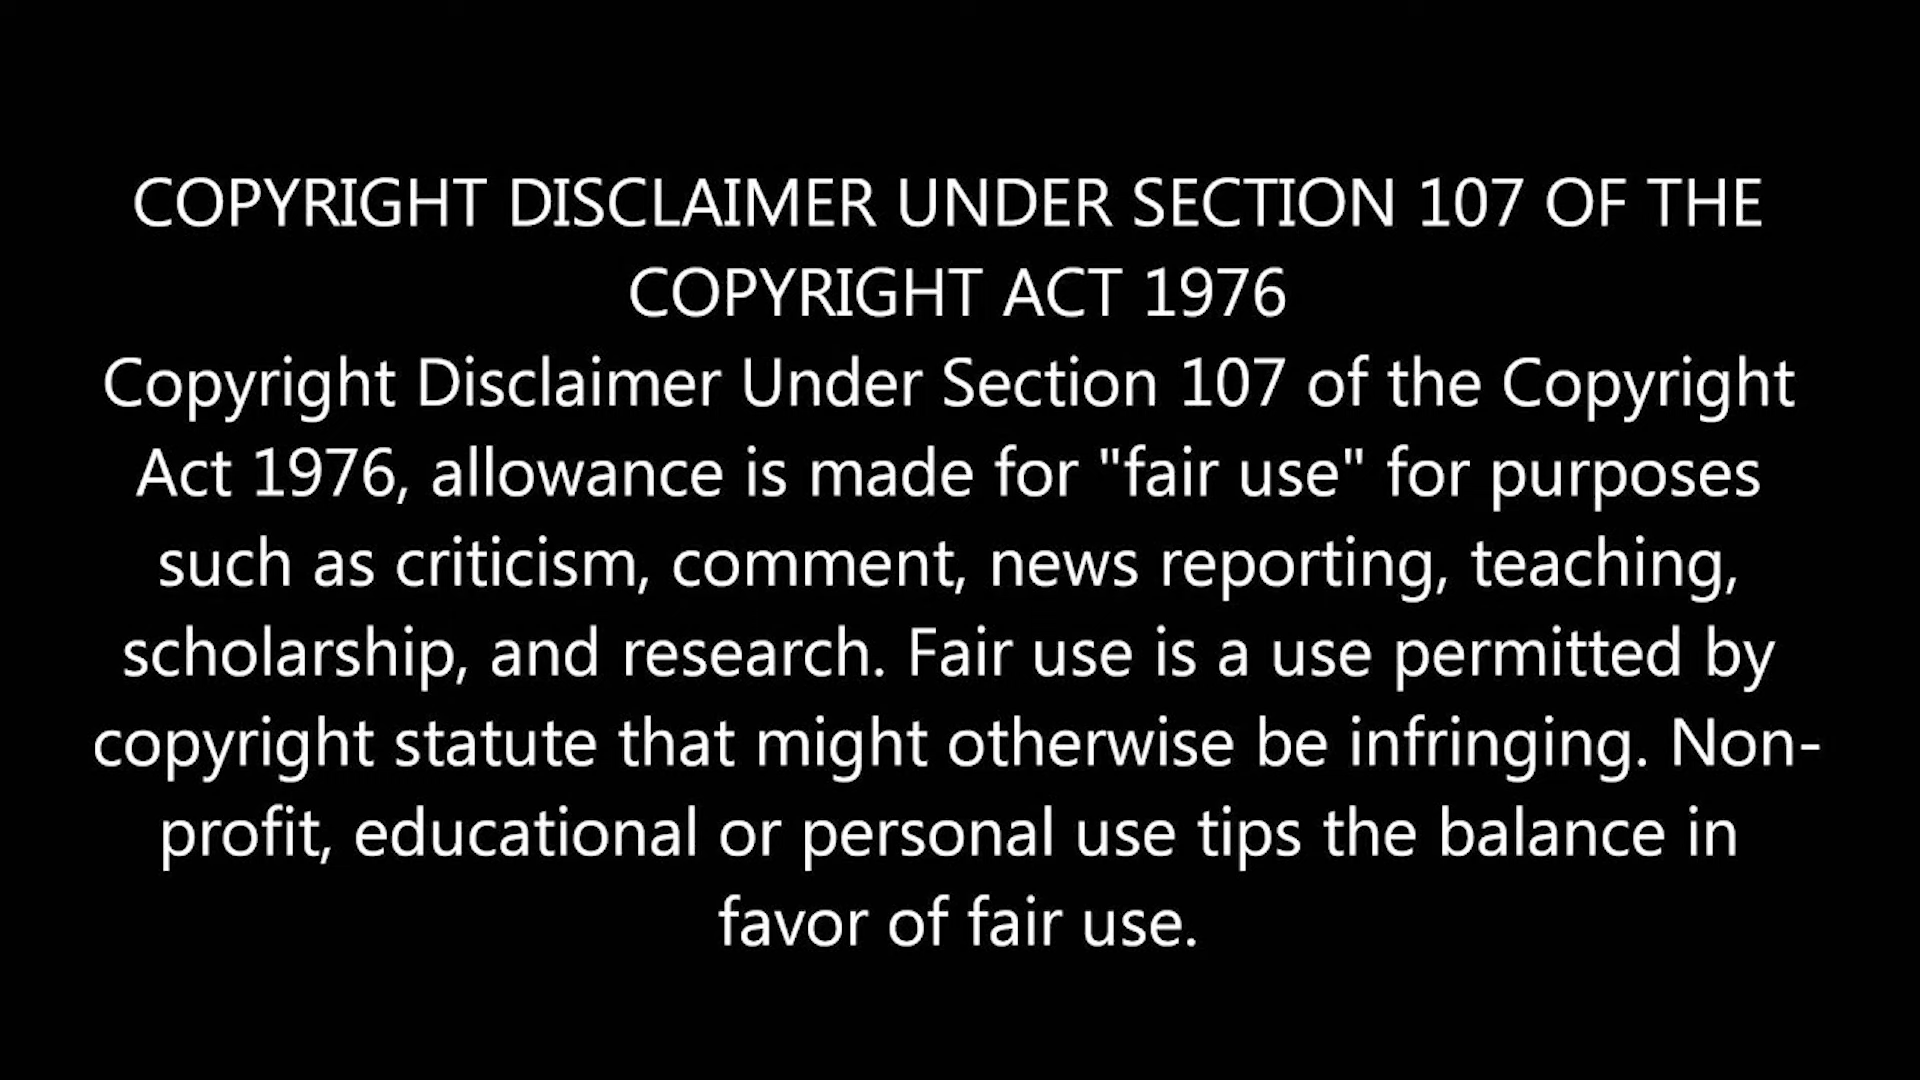 COPYRIGHT DISCLAIMER UNDER SECTION 107 OF THE
COPYRIGHT ACT 1976
Copyright Disclaimer Under Section 107 of the Copyright
Act 1976, allowance is made for "fair use" for purposes
such as criticism, comment, news reporting, teaching,
scholarship, and research. Fair use is a use permitted by
copyright statute that might otherwise be infringing. Non-
profit, educational or personal use tips the balance in
favor of fair use.